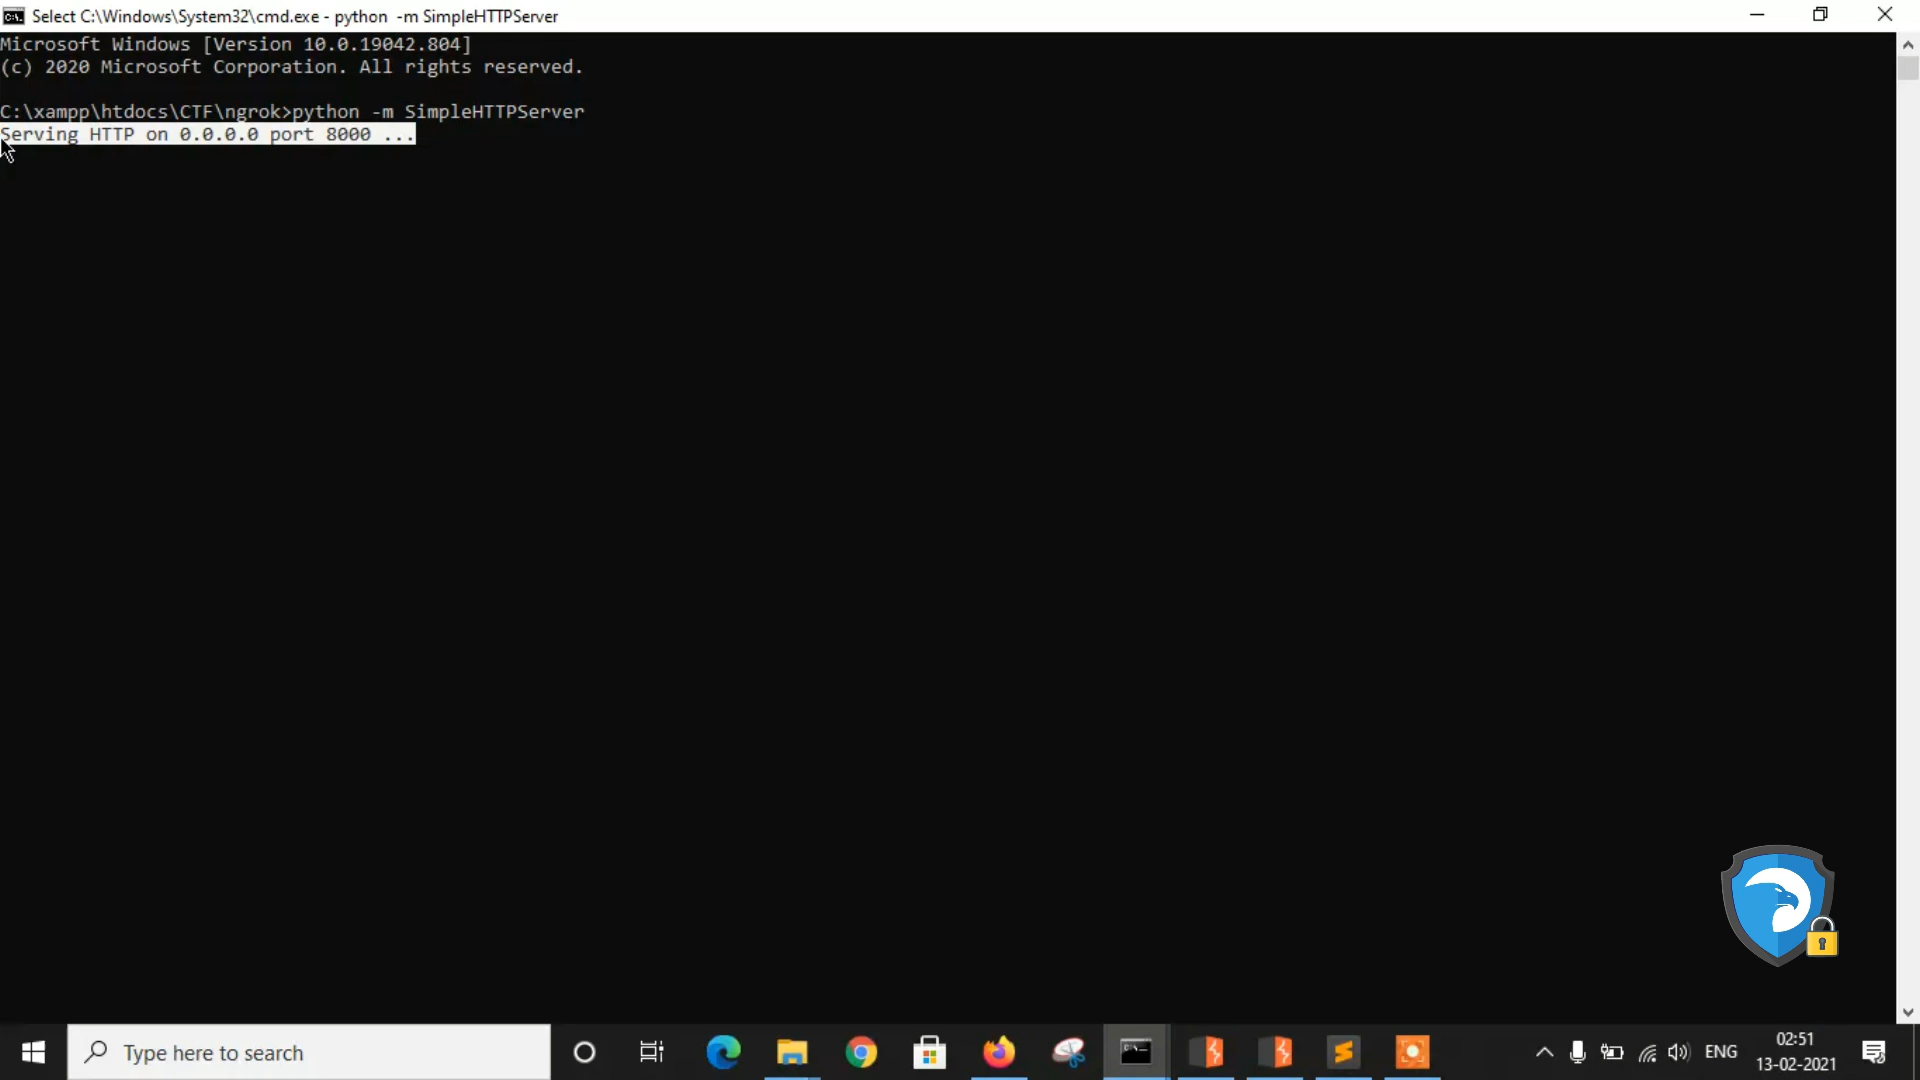 Select C:\Windows\System32\cmd.exe - python  -m SimpleHTTPServer
Microsoft Windows [Version 10.0.19042.804]
(c) 2020 Microsoft Corporation. All rights reserved.
C:\xampp\htdocs\CTF\ngrok>python -m SimpleHTTPServer
Serving HTTP on 0.0.0.0 port 8000 ...
Type here to search
ENG
02:51
13-02-2021